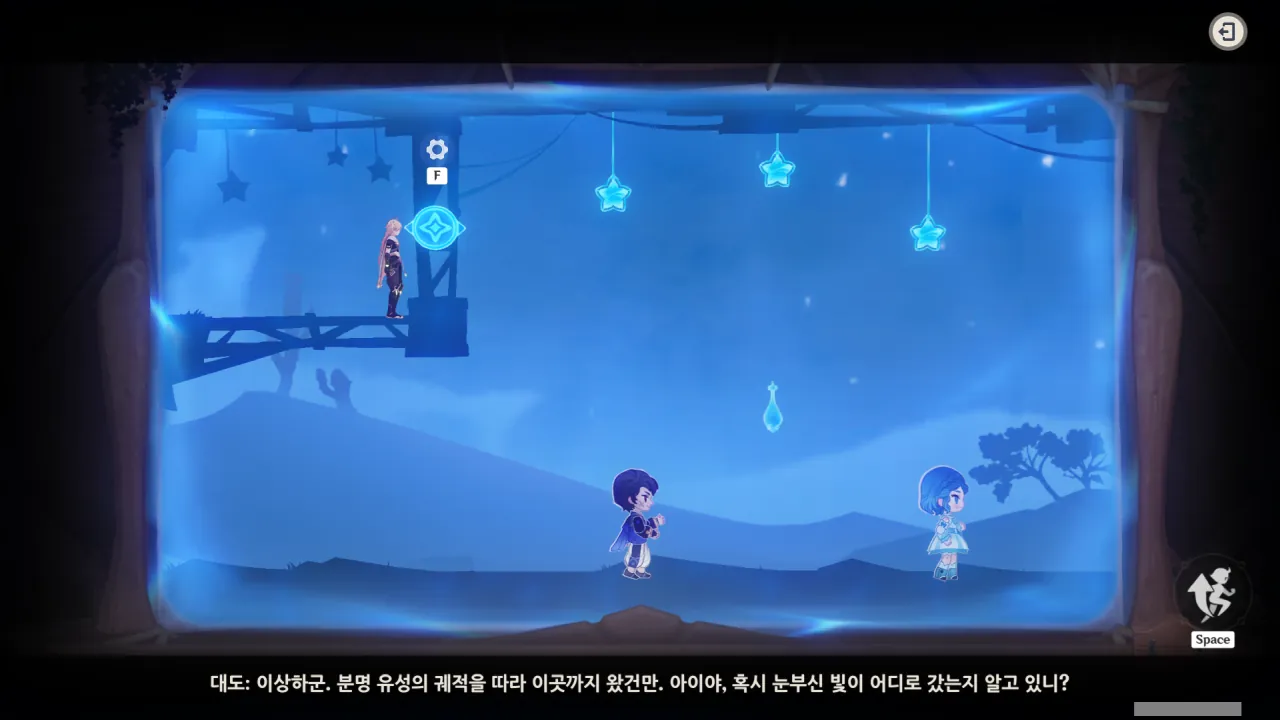 F
Space
대도: 이상하군. 분명 유성의 궤적을 따라 이곳까지 왔건만. 아이야, 혹시 눈부신 빛이 어디로 갔는지 알고 있니?